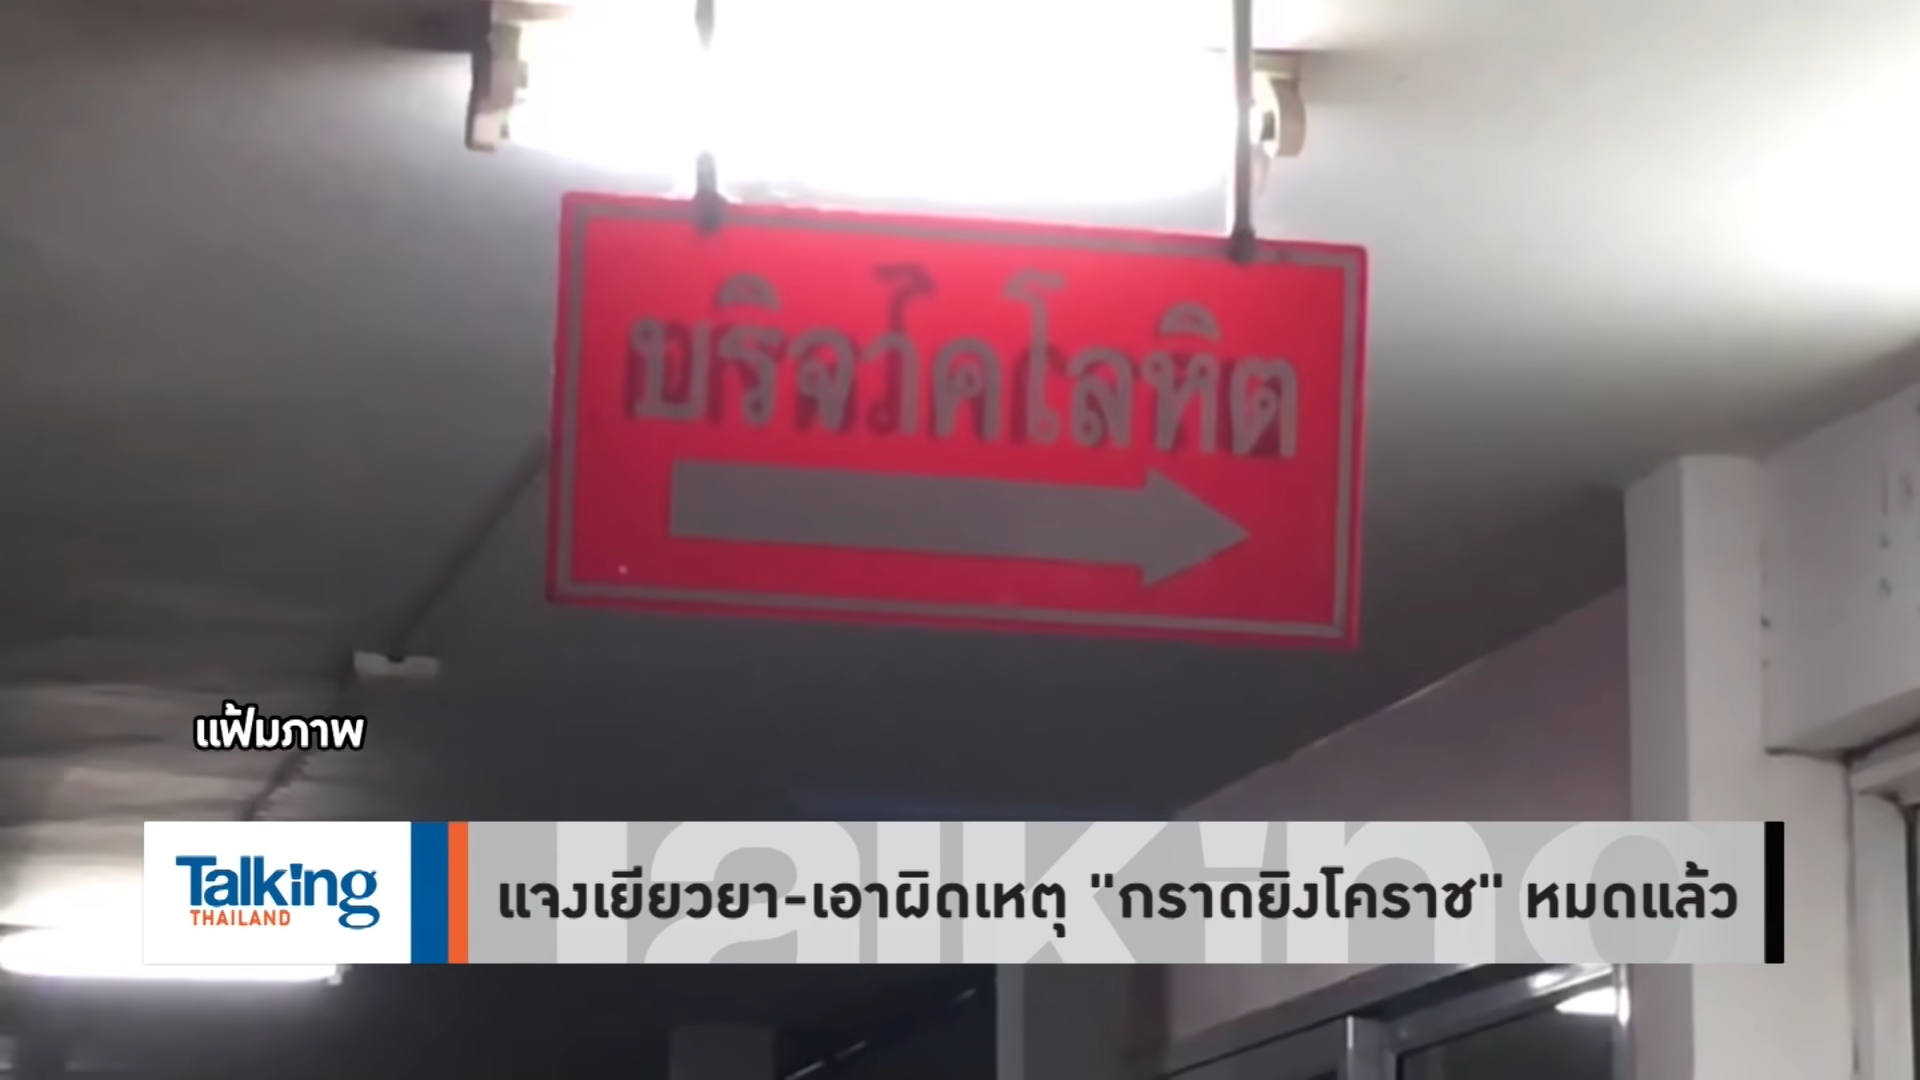 บริจาคโลหิต
แฟ้มภาพ
Talking
THAILAND
แจงเยียวยา-เอาผิดเหตุ "กราดยิงโคราช" หมดแล้ว